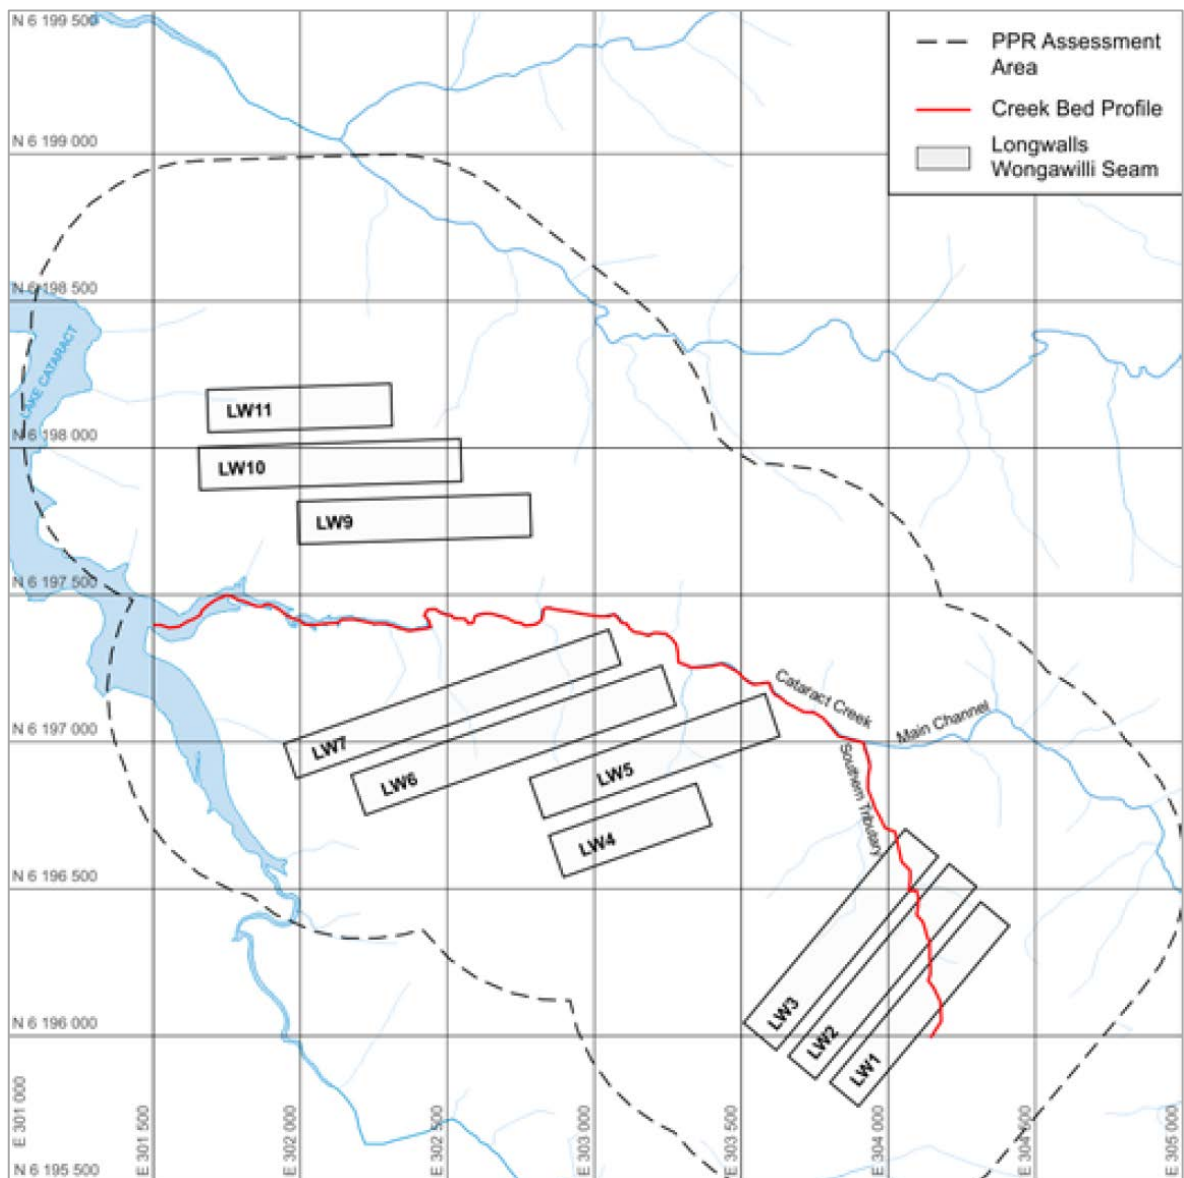 N 6 199 500
PPR Assessment
Area
Creek Bed Profile
Longwalls
Wongawilli Seam
N 6 199 000
N 6 198 500
LAKE CATARACT
LW11
N 6 198 000
LW10
LW9
N 6 197 500
Cataract Creek
Main Channel
N 6 197 000
LW7
LW6
LW5
Southern Tributary
LW4
N 6 196 500
N 6 196 000
LW3
LW2
LW1
E 301 000
E 301 500
E 302 000
E 302 500
E 303 000
E 303 500
E 304 000
E 304 500
E 305 000
N 6 195 500